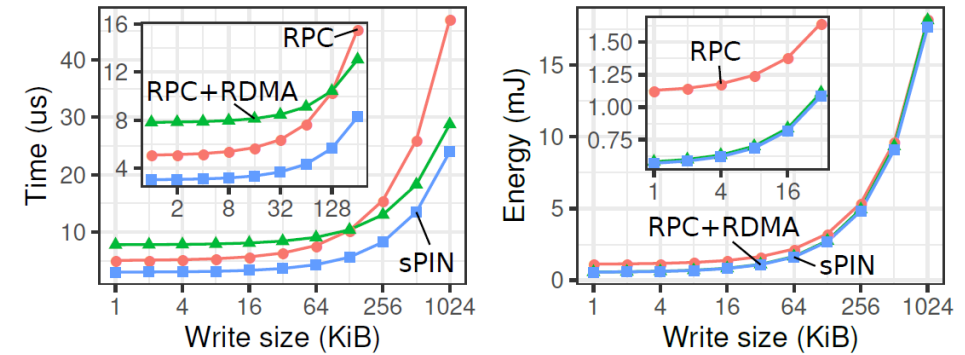 Time (us)
40
30
20
10
16
12
8
4
RPC
RPC+RDMA
2 8 32 128
sPIN
1 4 16 64 256 1024
Write size (KiB)
Energy (mJ)
15
10
5
0
1.50
1.25
1.00
0.75
RPC
1 4 16
RPC+RDMA
sPIN
1 4 16 64 256 1024
Write size (KiB)